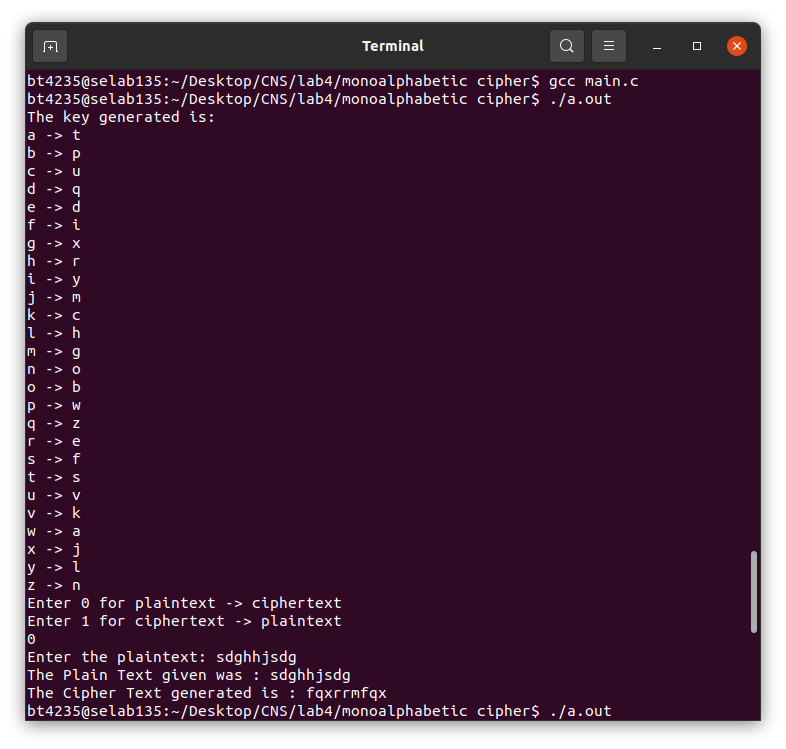 Terminal
bt4235@selab135:~/Desktop/CNS/lab4/monoalphabetic cipher$ gcc main.c
bt4235@selab135:~/Desktop/CNS/lab4/monoalphabetic cipher$ ./a.out
The key generated is:
a -> t
b -> p
c -> u
d -> q
e -> d
f -> i
g -> x
h -> r
i -> y
j -> m
k -> c
l -> h
m -> g
n -> o
o -> b
p -> w
q -> z
r -> e
s -> f
t -> s
u -> v
v -> k
w -> a
x -> j
y -> l
z -> n
Enter 0 for plaintext -> ciphertext
Enter 1 for ciphertext -> plaintext
0
Enter the plaintext: sdghhjsdg
The Plain Text given was : sdghhjsdg
The Cipher Text generated is : fqxrrmfqx
bt4235@selab135:~/Desktop/CNS/lab4/monoalphabetic cipher$ ./a.out